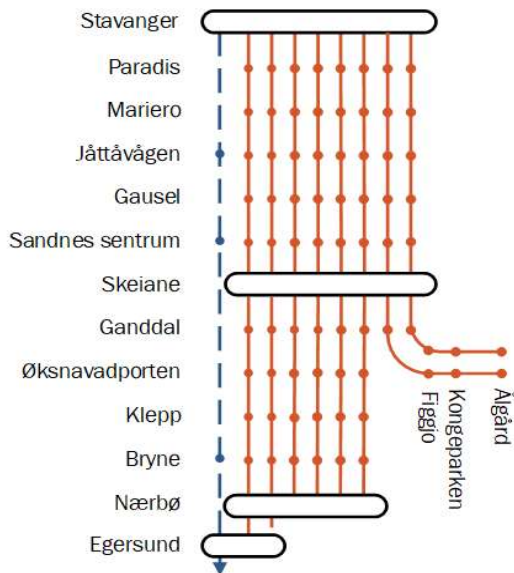 Stavanger
Paradis
Mariero
Jåttåvågen
Gausel
Sandnes sentrum
Skeiane
Ganddal
Øksnavadporten
Klepp
Bryne
Nærbø
Egersund
Figgjo
Kongeparken
Ålgård